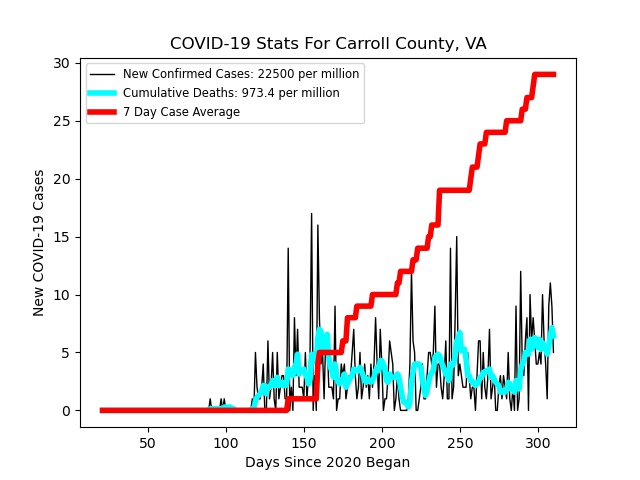 COVID-19 Stats For Carroll County, VA
New Confirmed Cases: 22500 per million
Cumulative Deaths: 973.4 per million
7 Day Case Average
30
25
20
15
10
5
0
New COVID-19 Cases
50 100 150 200 250 300
Days Since 2020 Began